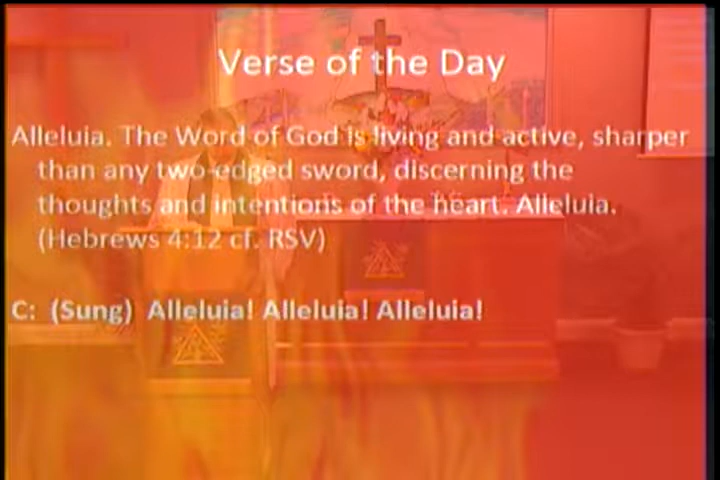 Verse of the Day
Alleluia. The Word of God is living and active, sharper
than any two-edged sword, discerning the
thoughts and intentions of the heart. Alleluia.
(Hebrews 4:12 cf. RSV)
C: (Sung) Alleluia! Alleluia! Alleluia!